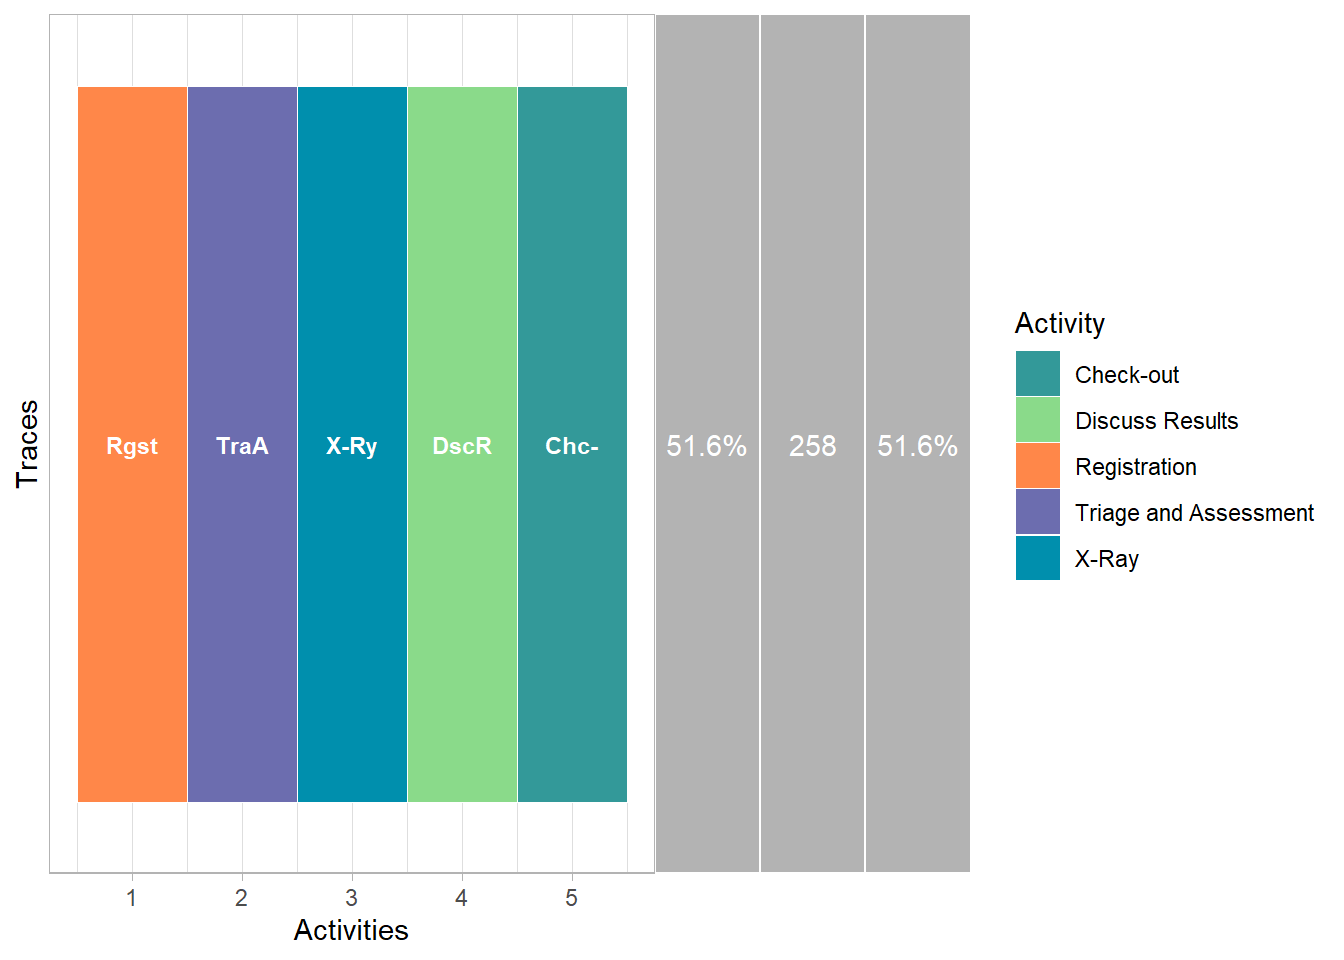 Traces
Rgst TraA X-Ry DscR Chc- 51.6% 258 51.6%
1 2 3 4 5
Activities
Activity
Check-out
Discuss Results
Registration
Triage and Assessment
X-Ray